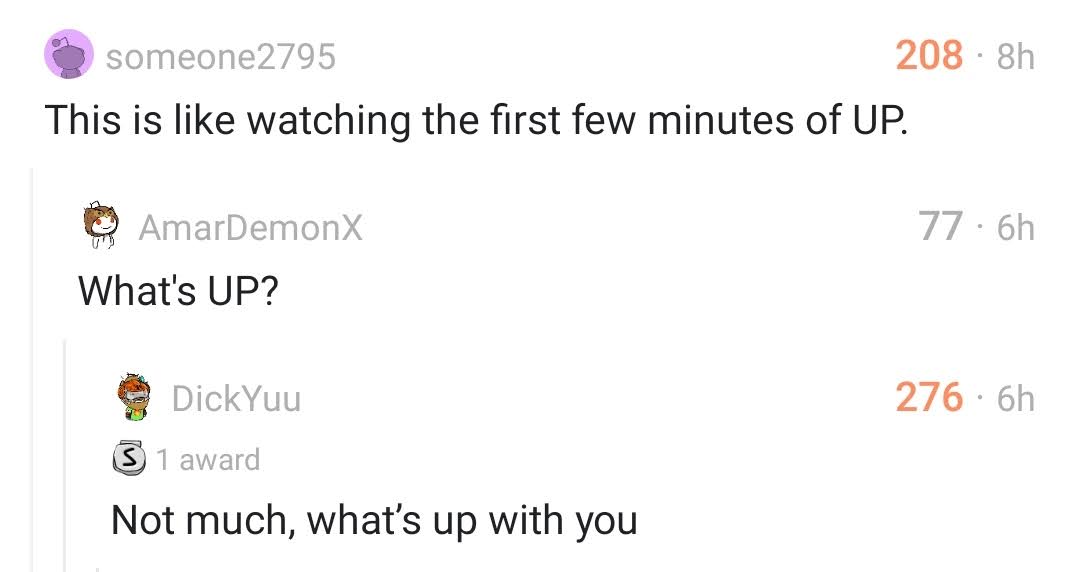 someone2795 208 · 8h
This is like watching the first few minutes of UP.
AmarDemonX 77 · 6h
What's UP?
DickYuu 276 · 6h
S 1 award
Not much, what’s up with you